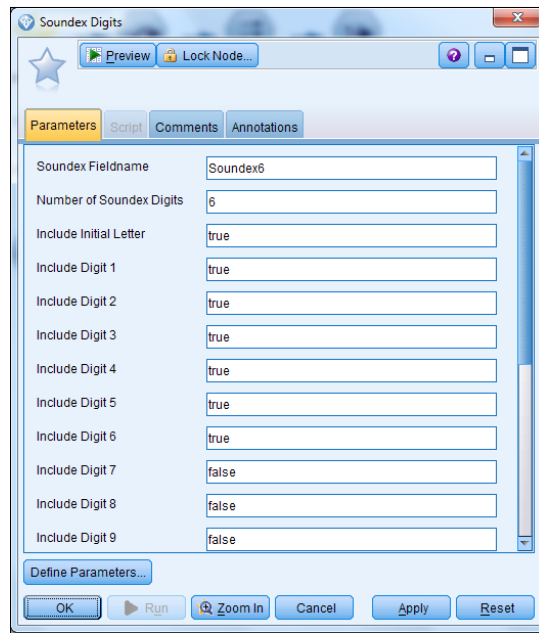 Soundex Digits
Preview Lock Node...
Parameters Script Comments Annotations
Soundex Fieldname Soundex6
Number of Soundex Digits 6
Include Initial Letter true
Include Digit 1 true
Include Digit 2 true
Include Digit 3 true
Include Digit 4 true
Include Digit 5 true
Include Digit 6 true
Include Digit 7 false
Include Digit 8 false
Include Digit 9 false
Define Parameters...
OK Run Zoom In Cancel Apply Reset